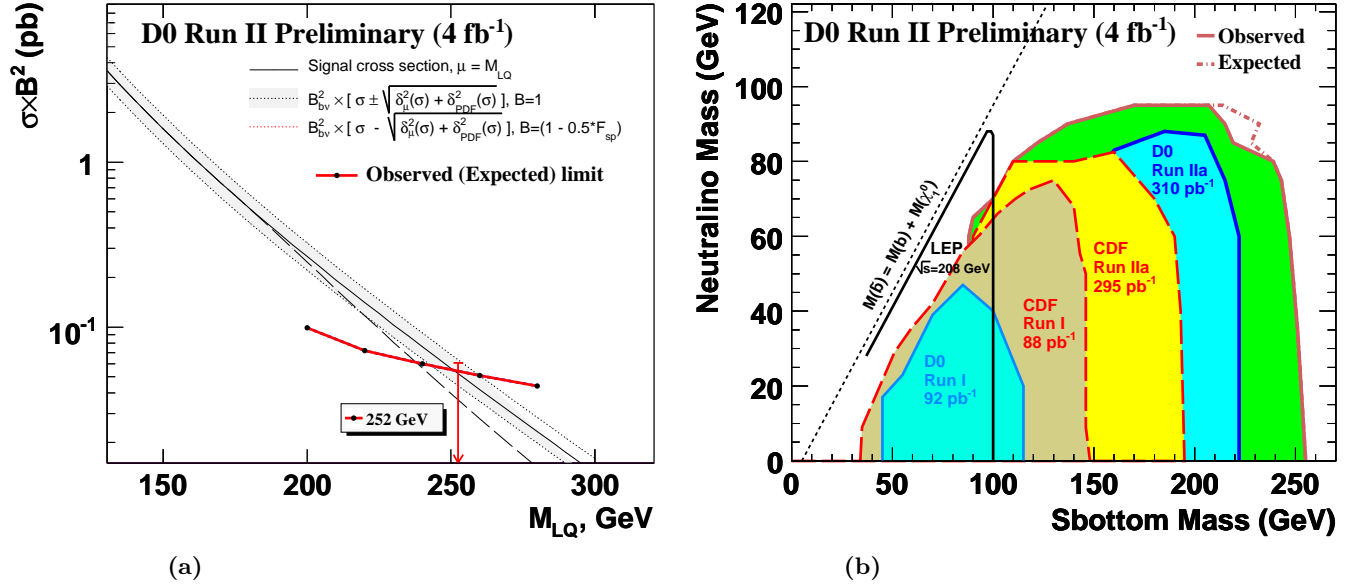 D0 Run II Preliminary (4 fb⁻¹)
Signal cross section, μ = M_LQ
B²_bν × [ σ ± √δ²_μ(σ) + δ²_PDF(σ) ], B=1
B²_bν × [ σ - √δ²_μ(σ) + δ²_PDF(σ) ], B=(1 - 0.5*F_sp)
Observed (Expected) limit
σ×B² (pb)
1
10⁻¹
252 GeV
150 200 250 300
M_LQ, GeV
(a)
D0 Run II Preliminary (4 fb⁻¹)
Observed
Expected
Neutralino Mass (GeV)
120
100
80
60
40
20
0
M(b̃) = M(b) + M(χ̃⁰₁)
LEP
√s=208 GeV
D0
Run IIa
310 pb⁻¹
CDF
Run IIa
295 pb⁻¹
CDF
Run I
88 pb⁻¹
D0
Run I
92 pb⁻¹
0 50 100 150 200 250
Sbottom Mass (GeV)
(b)